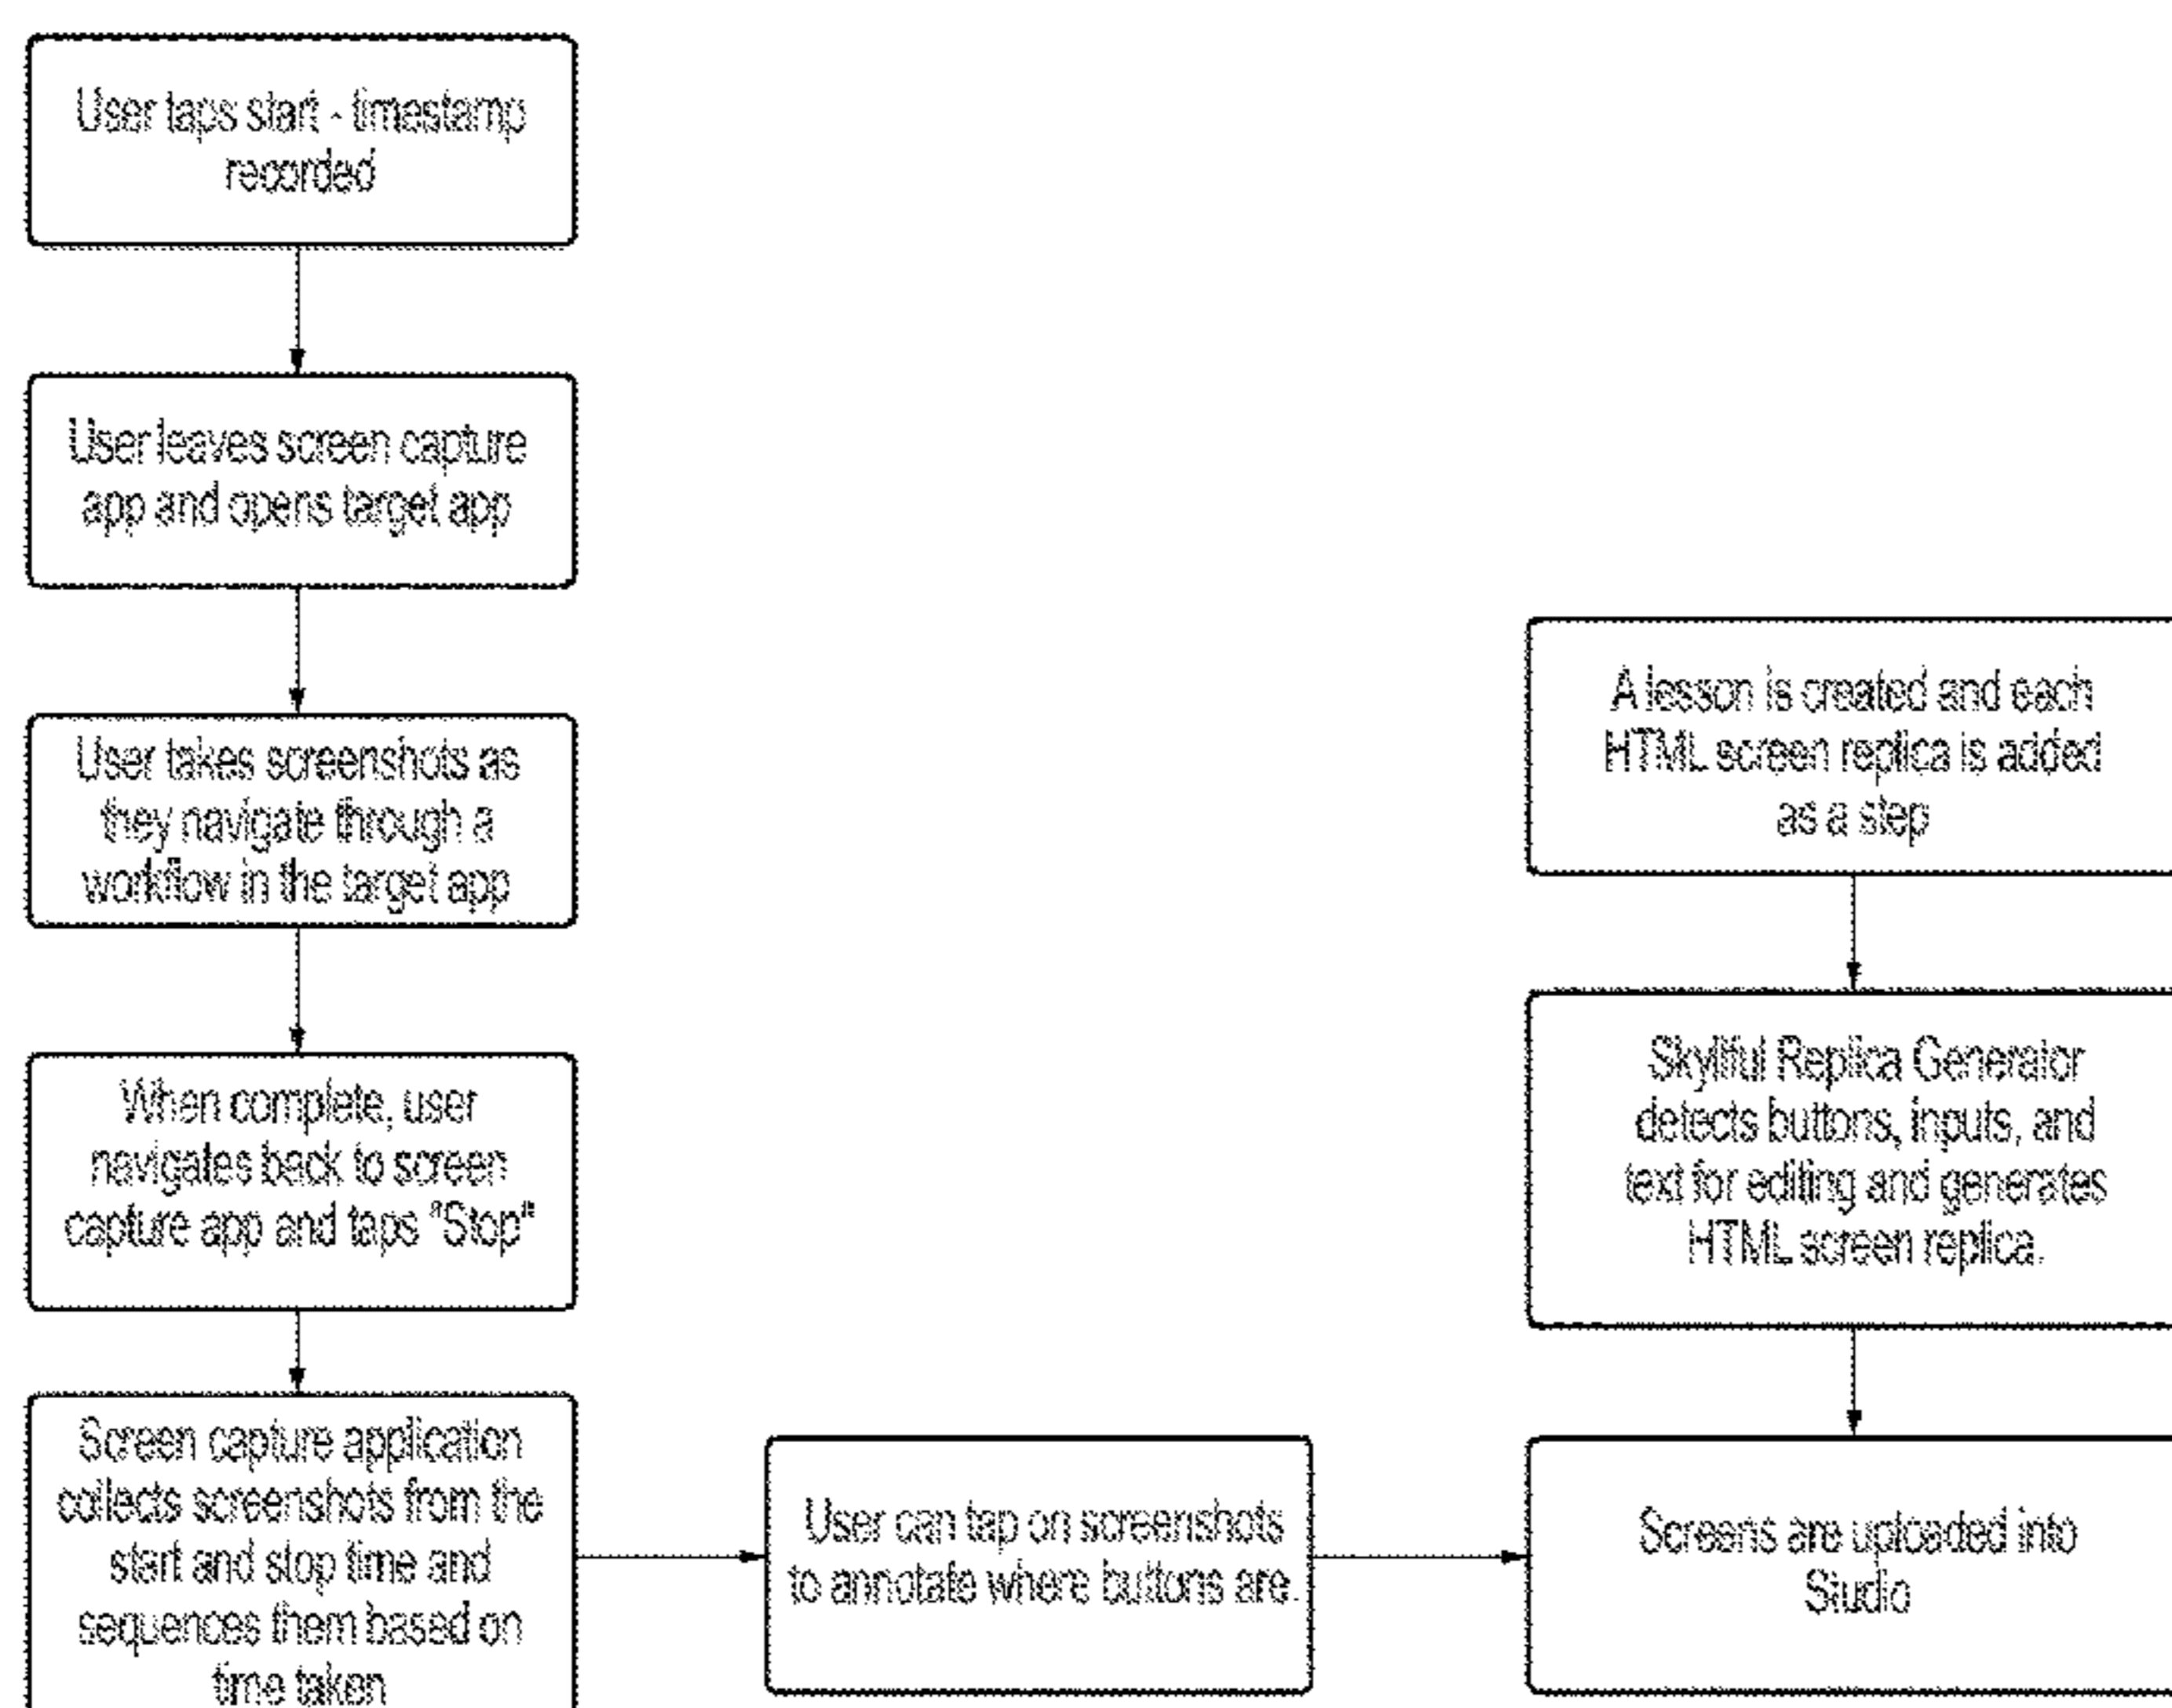 User taps start - timestamp
recorded
User leaves screen capture
app and opens target app
User takes screenshots as
they navigate through a
workflow in the target app
When complete, user
navigates back to screen
capture app and taps "Stop"
Screen capture application
collects screenshots from the
start and stop time and
sequences them based on
time taken
User can tap on screenshots
to annotate where buttons are.
A lesson is created and each
HTML screen replica is added
as a step
Skyllful Replica Generator
detects buttons, inputs, and
text for editing and generates
HTML screen replica.
Screens are uploaded into
Studio